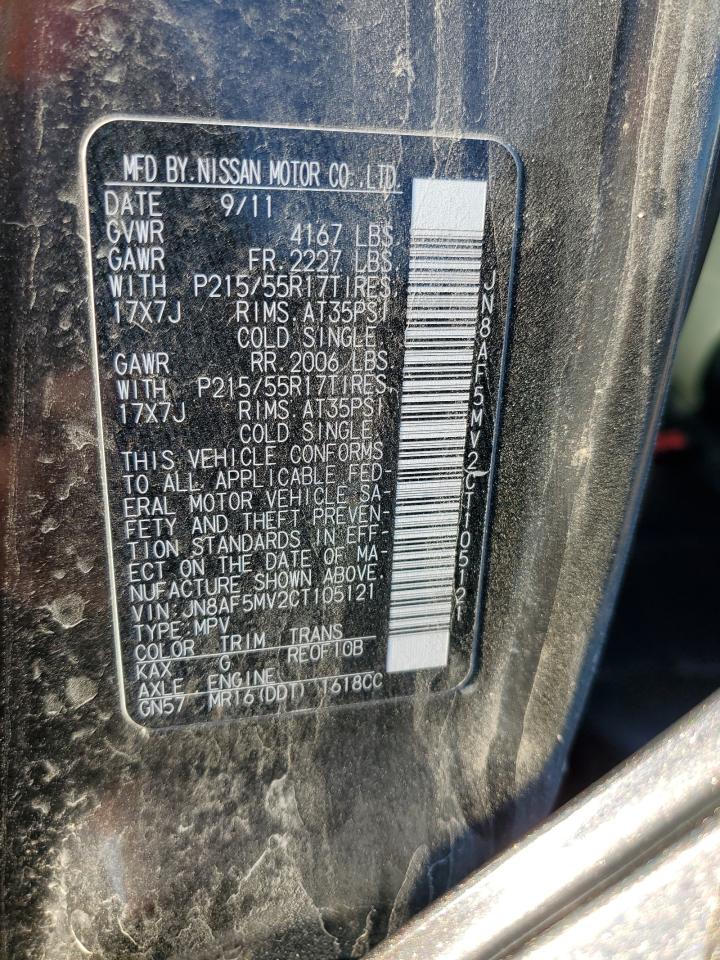 MFD BY.NISSAN MOTOR CO.,LTD.
DATE 9/11
GVWR 4167 LBS
GAWR FR.2227 LBS
WITH P215/55R17TIRES,
17X7J RIMS.AT35PSI
COLD SINGLE.
GAWR RR.2006 LBS
WITH P215/55R17TIRES,
17X7J RIMS.AT35PSI
COLD SINGLE.
THIS VEHICLE CONFORMS
TO ALL APPLICABLE FED-
ERAL MOTOR VEHICLE SA-
FETY AND THEFT PREVEN-
TION STANDARDS IN EFF-
ECT ON THE DATE OF MA-
NUFACTURE SHOWN ABOVE.
VIN:JN8AF5MV2CT105121
TYPE:MPV
COLOR TRIM TRANS
KAX G RE0F10B
AXLE ENGINE
GN57 MR16(DDT) 1618CC
JN8AF5MV2CT105121